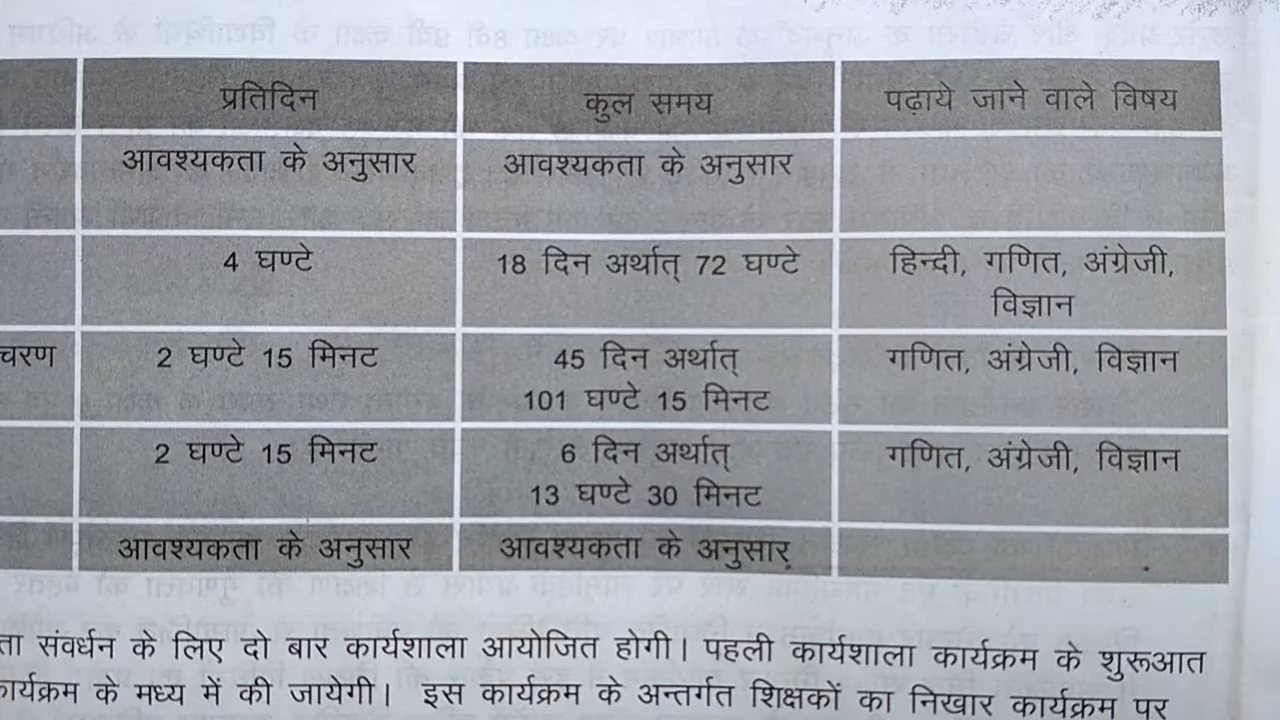 प्रतिदिन कुल समय पढ़ाये जाने वाले विषय
आवश्यकता के अनुसार आवश्यकता के अनुसार
4 घण्टे 18 दिन अर्थात् 72 घण्टे हिन्दी, गणित, अंग्रेजी,
विज्ञान
चरण 2 घण्टे 15 मिनट 45 दिन अर्थात् गणित, अंग्रेजी, विज्ञान
101 घण्टे 15 मिनट
2 घण्टे 15 मिनट 6 दिन अर्थात् गणित, अंग्रेजी, विज्ञान
13 घण्टे 30 मिनट
आवश्यकता के अनुसार आवश्यकता के अनुसार
संवर्धन के लिए दो बार कार्यशाला आयोजित होगी। पहली कार्यशाला कार्यक्रम के शुरूआत
कार्यक्रम के मध्य में की जायेगी। इस कार्यक्रम के अन्तर्गत शिक्षकों का निखार कार्यक्रम पर